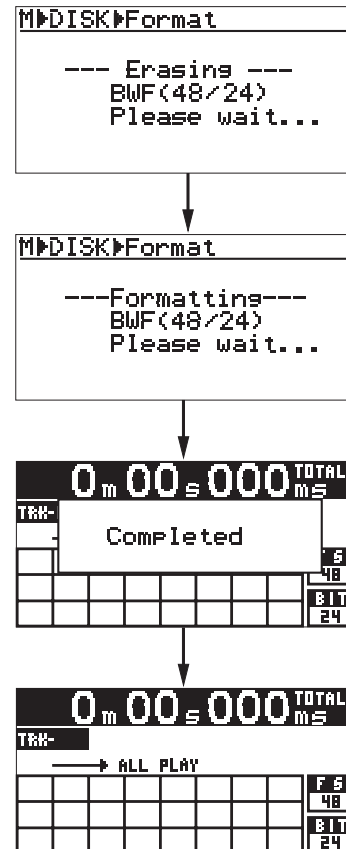 M▶DISK▶Format
--- Erasing ---
BWF(48/24)
Please wait...
M▶DISK▶Format
---Formatting---
BWF(48/24)
Please wait...
0m 00s 000ms TOTAL
TRK-
Completed
FS
48
BIT
24
0m 00s 000ms TOTAL
TRK-
ALL PLAY
FS
48
BIT
24